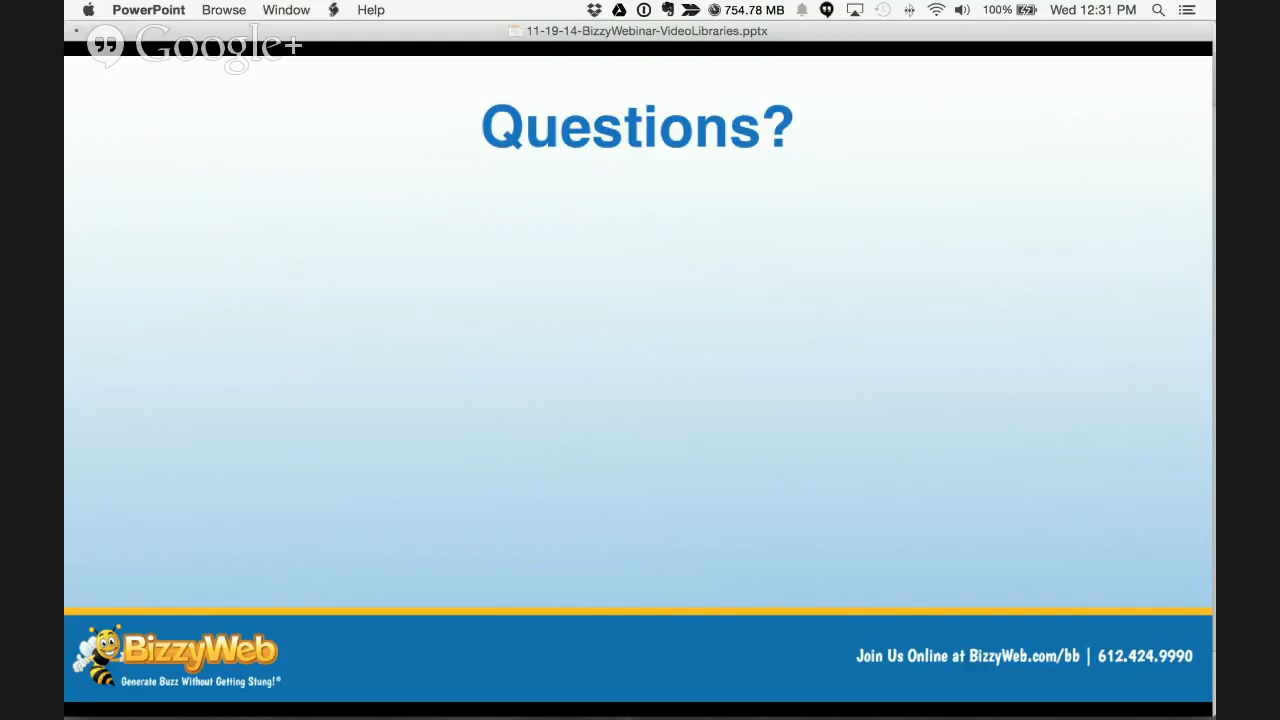 PowerPoint Browse Window Help 754.78 MB 100% Wed 12:31 PM
11-19-14-BizzyWebinar-VideoLibraries.pptx
Google+
Questions?
BizzyWeb
Generate Buzz Without Getting Stung!®
Join Us Online at BizzyWeb.com/bb | 612.424.9990